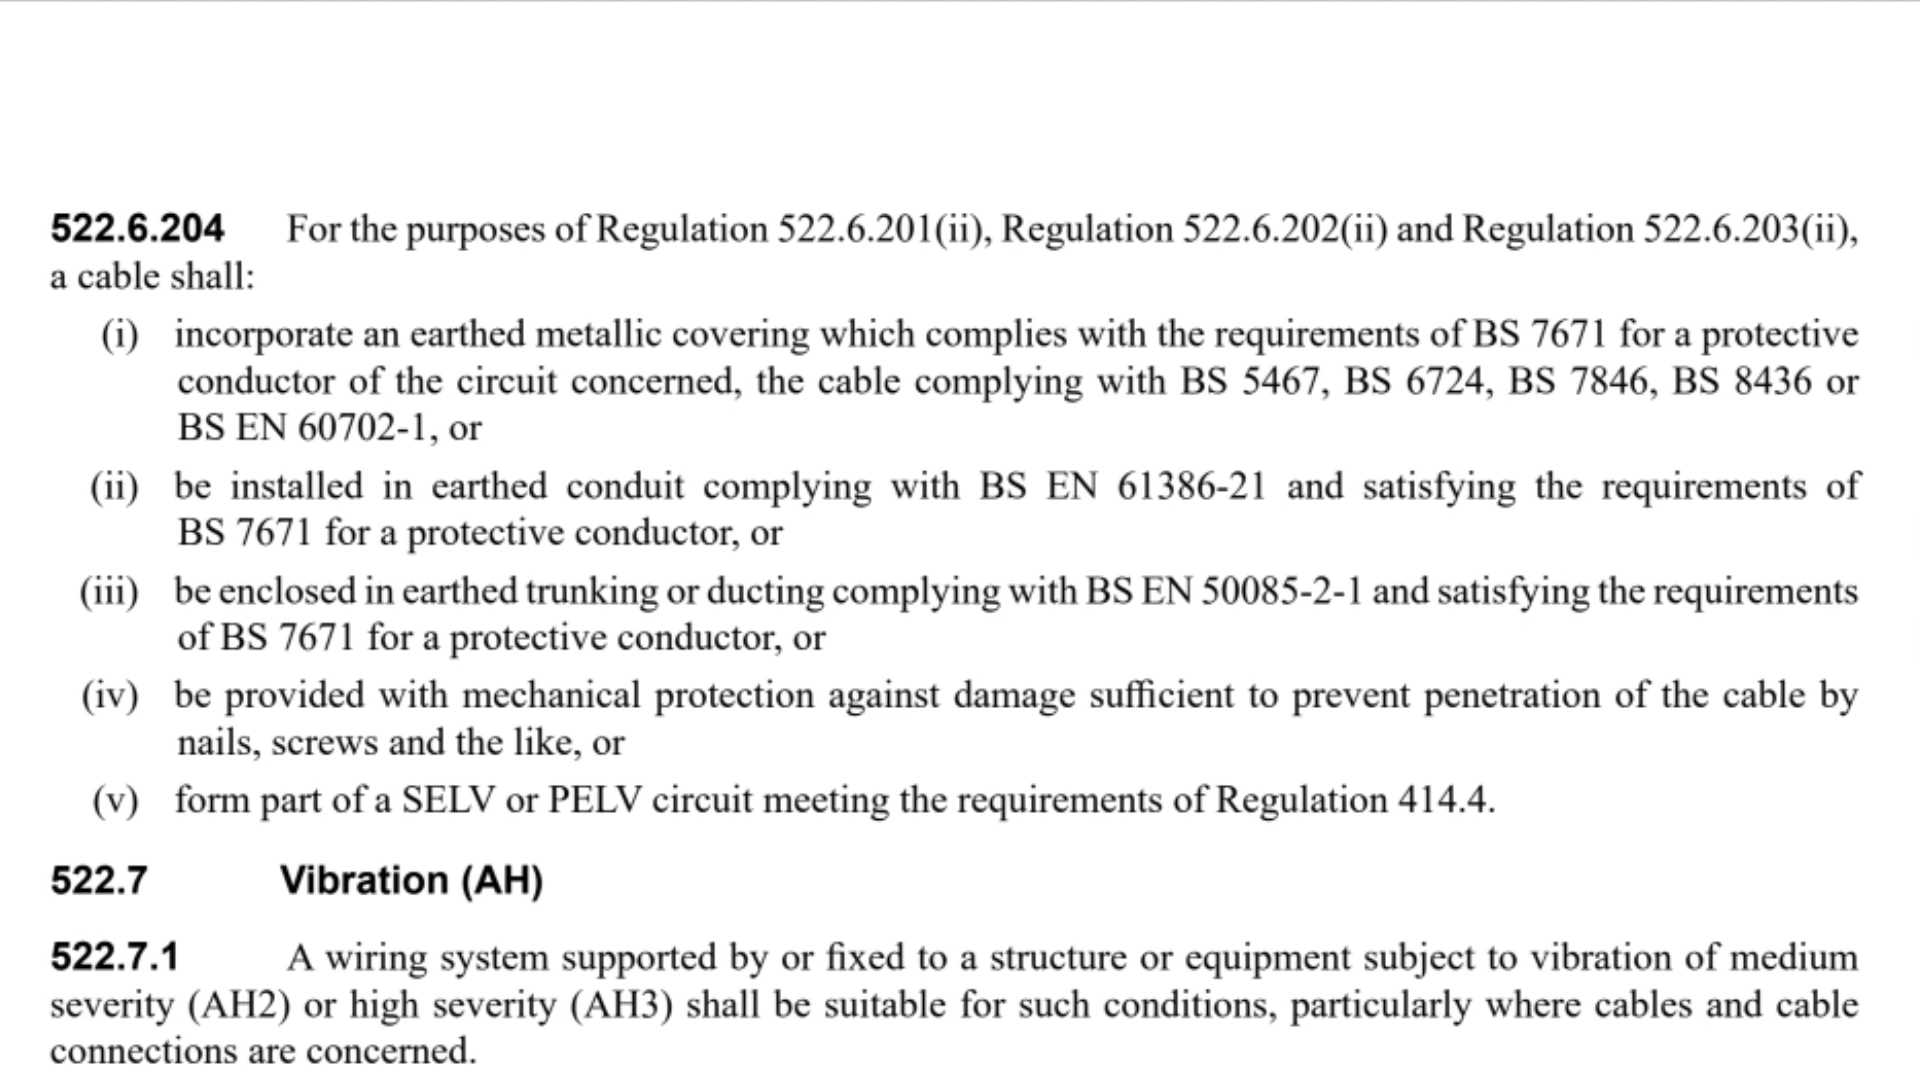 522.6.204 For the purposes of Regulation 522.6.201(ii), Regulation 522.6.202(ii) and Regulation 522.6.203(ii),
a cable shall:
(i) incorporate an earthed metallic covering which complies with the requirements of BS 7671 for a protective
conductor of the circuit concerned, the cable complying with BS 5467, BS 6724, BS 7846, BS 8436 or
BS EN 60702-1, or
(ii) be installed in earthed conduit complying with BS EN 61386-21 and satisfying the requirements of
BS 7671 for a protective conductor, or
(iii) be enclosed in earthed trunking or ducting complying with BS EN 50085-2-1 and satisfying the requirements
of BS 7671 for a protective conductor, or
(iv) be provided with mechanical protection against damage sufficient to prevent penetration of the cable by
nails, screws and the like, or
(v) form part of a SELV or PELV circuit meeting the requirements of Regulation 414.4.
522.7 Vibration (AH)
522.7.1 A wiring system supported by or fixed to a structure or equipment subject to vibration of medium
severity (AH2) or high severity (AH3) shall be suitable for such conditions, particularly where cables and cable
connections are concerned.